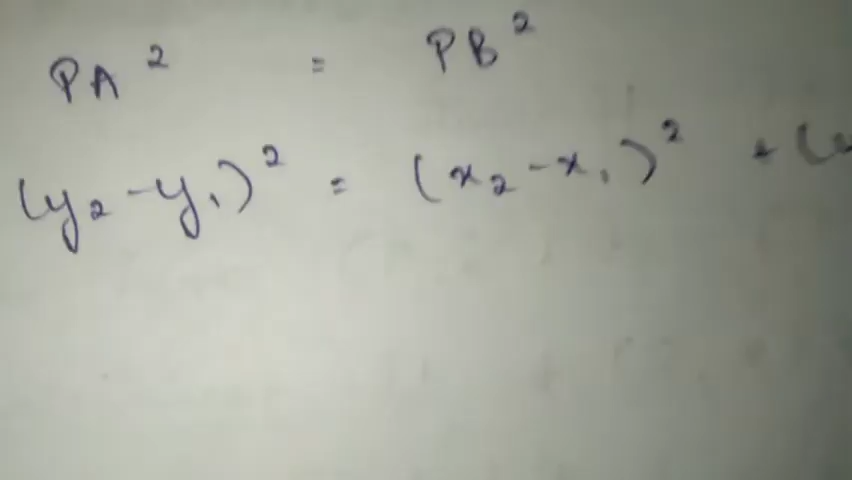 PA² = PB²
(y₂-y₁)² = (x₂-x₁)² + (